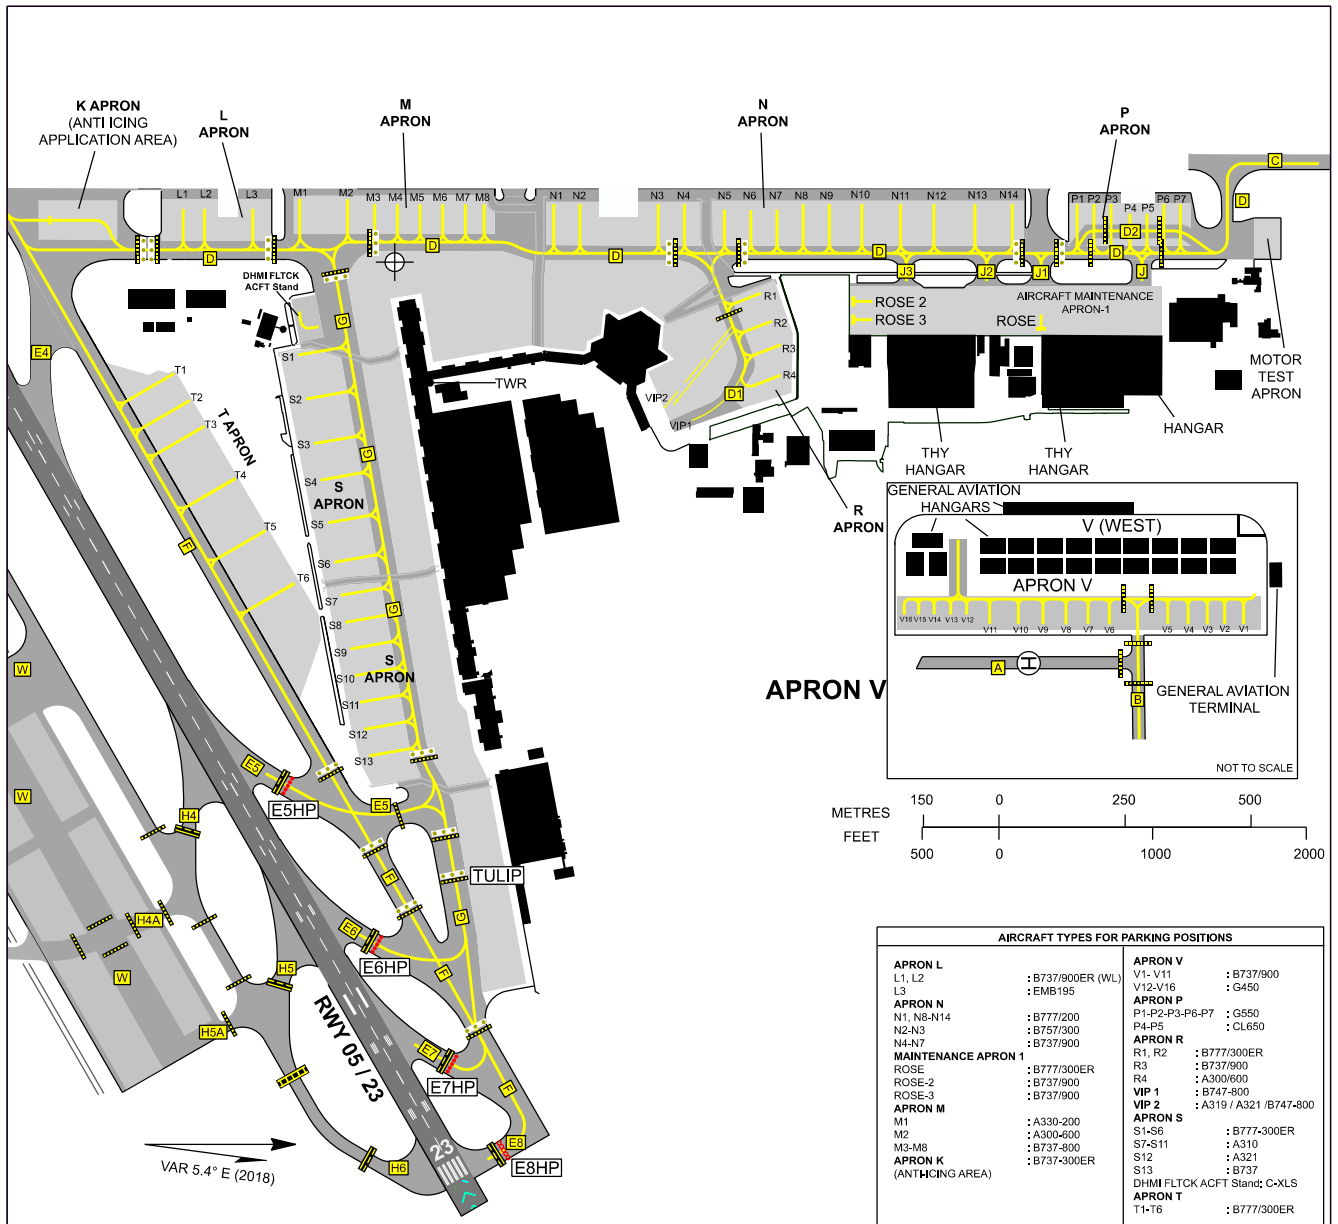 K APRON
(ANTI ICING
APPLICATION AREA)
L
APRON
M
APRON
N
APRON
P
APRON
C
D
L1 L2 L3 M1 M2 M3 M4 M5 M6 M7 M8 N1 N2 N3 N4 N5 N6 N7 N8 N9 N10 N11 N12 N13 N14 P1 P2 P3 P4 P5 P6 P7
D2
D D D D D
DHMI FLTCK
ACFT Stand
J3 J2 J1 J
AIRCRAFT MAINTENANCE
APRON-1
ROSE 2
ROSE 3
ROSE
R1
R2
R3
R4
VIP2
VIP1
D1
MOTOR
TEST
APRON
HANGAR
THY
HANGAR
THY
HANGAR
R
APRON
TWR
E4
G
S1
S2
S3
S4
S5
S6
S7
S8
S9
S10
S11
S12
S13
G
G
S
APRON
S
APRON
T1
T2
T3
T4
T5
T6
T APRON
F
W
W
W
GENERAL AVIATION
HANGARS
V (WEST)
APRON V
V16 V15 V14 V13 V12 V11 V10 V9 V8 V7 V6 V5 V4 V3 V2 V1
A
H
B
GENERAL AVIATION
TERMINAL
NOT TO SCALE
APRON V
E5
E5HP
E5
H4
H4A
H5
H5A
H6
TULIP
F
G
E6
E6HP
F
E7
E7HP
F
E8
E8HP
RWY 05 / 23
23
VAR 5.4° E (2018)
METRES
150 0 250 500
FEET
500 0 1000 2000
AIRCRAFT TYPES FOR PARKING POSITIONS
APRON L
L1, L2 : B737/900ER (WL)
L3 : EMB195
APRON N
N1, N8-N14 : B777/200
N2-N3 : B757/300
N4-N7 : B737/900
MAINTENANCE APRON 1
ROSE : B777/300ER
ROSE-2 : B737/900
ROSE-3 : B737/900
APRON M
M1 : A330-200
M2 : A300-600
M3-M8 : B737-800
APRON K : B737-300ER
(ANTI-ICING AREA)
APRON V
V1- V11 : B737/900
V12-V16 : G450
APRON P
P1-P2-P3-P6-P7 : G550
P4-P5 : CL650
APRON R
R1, R2 : B777/300ER
R3 : B737/900
R4 : A300/600
VIP 1 : B747-800
VIP 2 : A319 / A321 /B747-800
APRON S
S1-S6 : B777-300ER
S7-S11 : A310
S12 : A321
S13 : B737
DHMI FLTCK ACFT Stand: C-XLS
APRON T
T1-T6 : B777/300ER